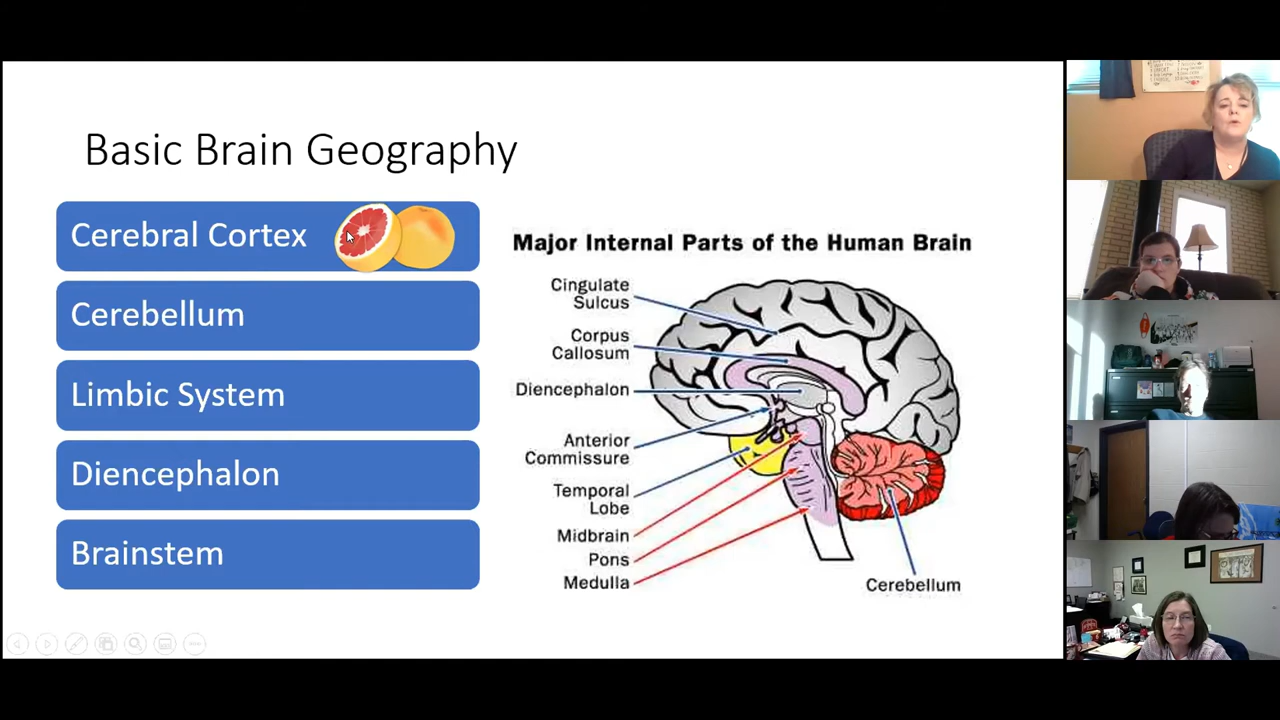 Basic Brain Geography
Cerebral Cortex
Cerebellum
Limbic System
Diencephalon
Brainstem
Major Internal Parts of the Human Brain
Cingulate
Sulcus
Corpus
Callosum
Diencephalon
Anterior
Commissure
Temporal
Lobe
Midbrain
Pons
Medulla
Cerebellum